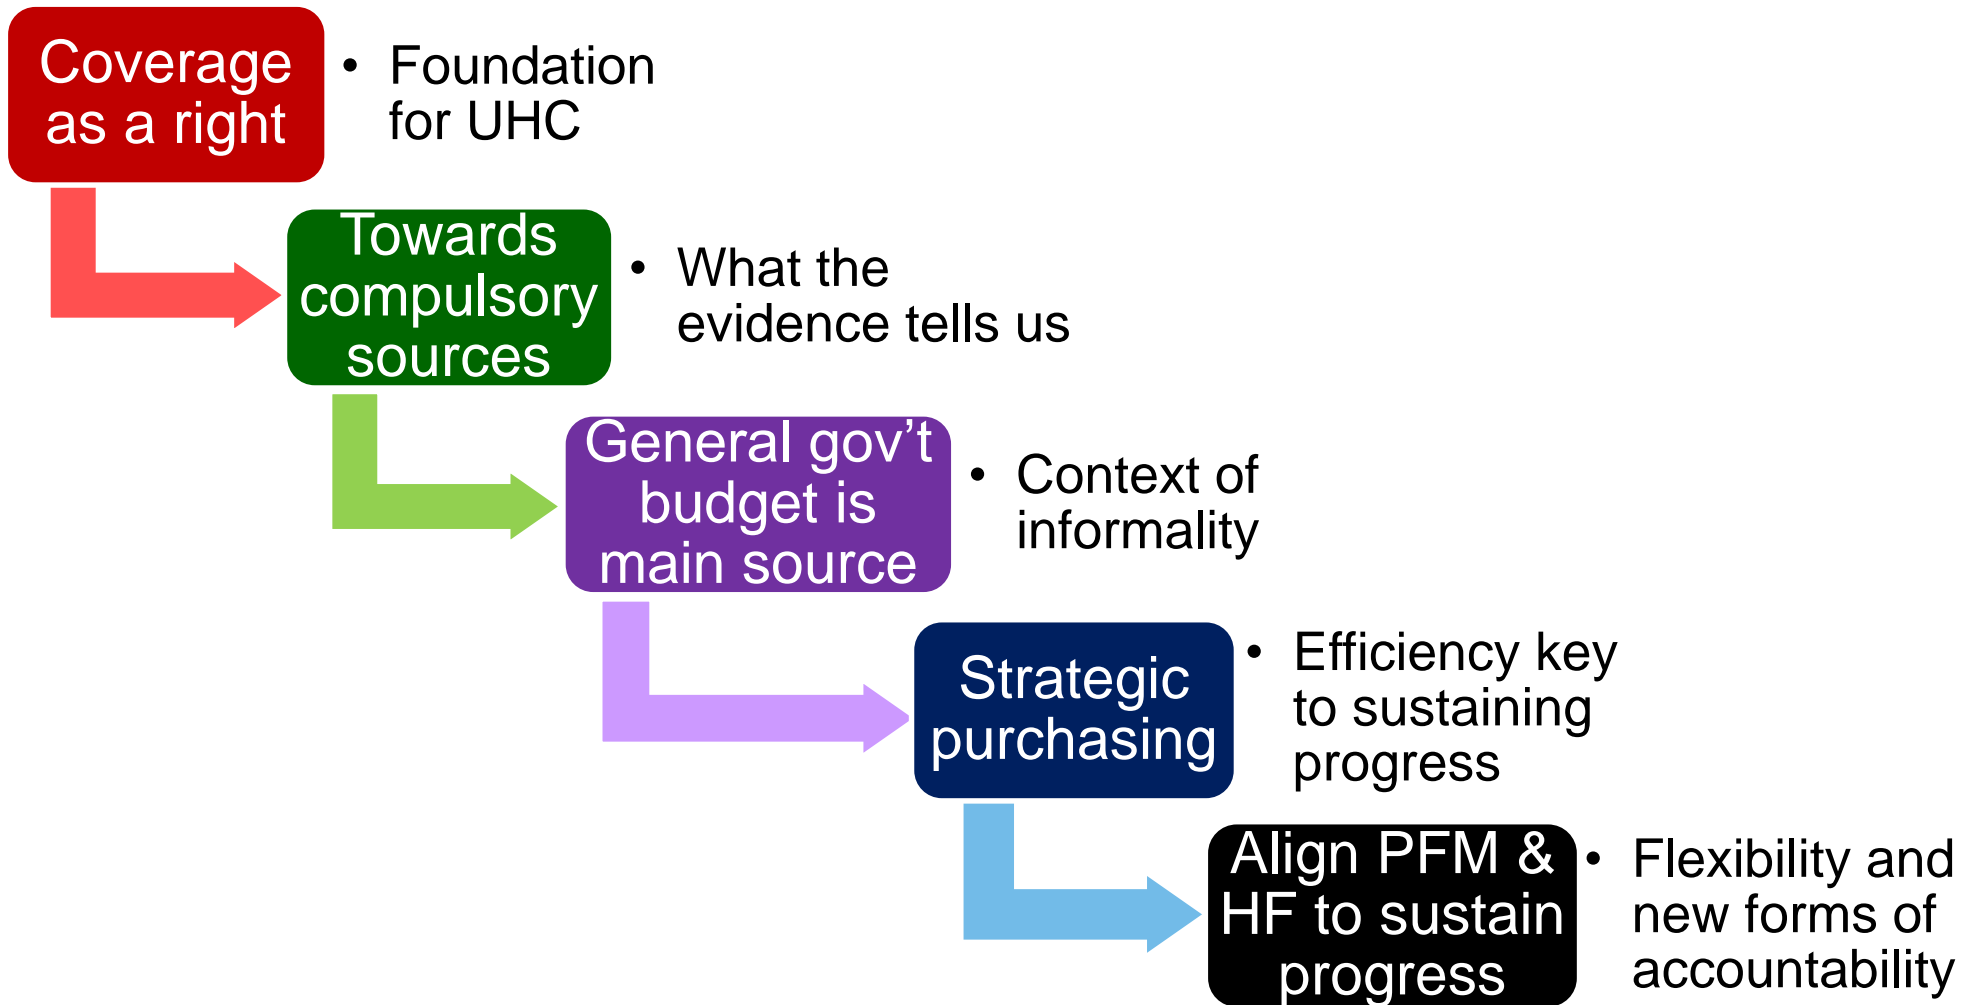 Coverage
as a right
• Foundation
for UHC
Towards
compulsory
sources
• What the
evidence tells us
General gov’t
budget is
main source
• Context of
informality
Strategic
purchasing
• Efficiency key
to sustaining
progress
Align PFM &
HF to sustain
progress
• Flexibility and
new forms of
accountability